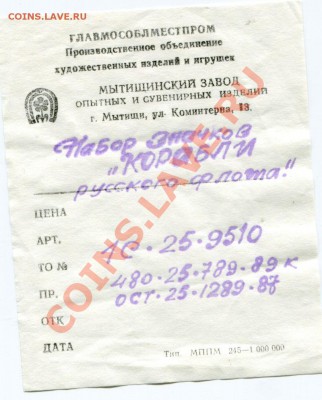 COINS.LAVE.RU
ГЛАВМОСОБЛМЕСТПРОМ
Производственное объединение
художественных изделий и игрушек
МЫТИЩИНСКИЙ ЗАВОД
ОПЫТНЫХ И СУВЕНИРНЫХ ИЗДЕЛИЙ
г. Мытищи, ул. Коминтерна, 13.
Набор значков
"КОРАБЛИ
русского флота!"
ЦЕНА
АРТ. 1С-25-9510
ТО № 480-25-789-89 к
ПР. ОСТ-25-1289-87
ОТК
ДАТА
Тип. МППМ 245—1 000 000
COINS.LAVE.RU